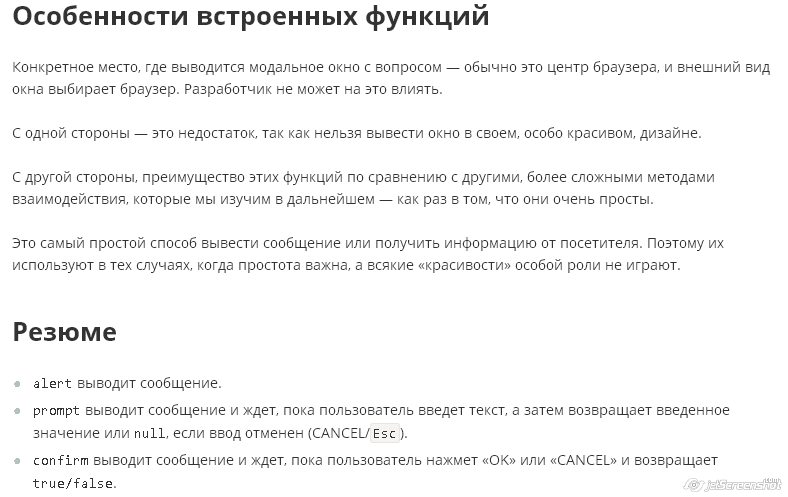 Особенности встроенных функций
Конкретное место, где выводится модальное окно с вопросом — обычно это центр браузера, и внешний вид
окна выбирает браузер. Разработчик не может на это влиять.
С одной стороны — это недостаток, так как нельзя вывести окно в своем, особо красивом, дизайне.
С другой стороны, преимущество этих функций по сравнению с другими, более сложными методами
взаимодействия, которые мы изучим в дальнейшем — как раз в том, что они очень просты.
Это самый простой способ вывести сообщение или получить информацию от посетителя. Поэтому их
используют в тех случаях, когда простота важна, а всякие «красивости» особой роли не играют.
Резюме
alert выводит сообщение.
prompt выводит сообщение и ждет, пока пользователь введет текст, а затем возвращает введенное
значение или null, если ввод отменен (CANCEL/Esc).
confirm выводит сообщение и ждет, пока пользователь нажмет «OK» или «CANCEL» и возвращает
true/false.
jetScreenshot